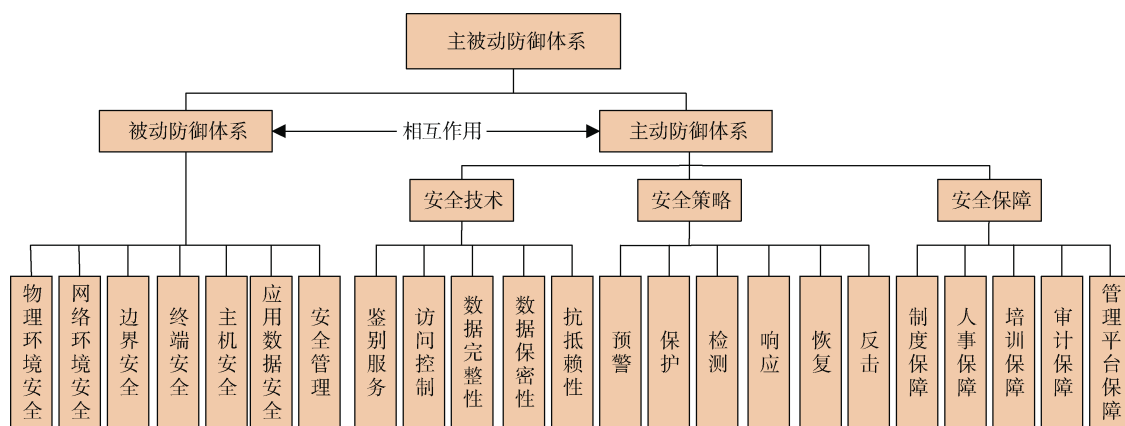 主被动防御体系
被动防御体系
相互作用
主动防御体系
安全技术
安全策略
安全保障
物理环境安全
网络环境安全
边界安全
终端安全
主机安全
应用数据安全
安全管理
鉴别服务
访问控制
数据完整性
数据保密性
抗抵赖性
预警
保护
检测
响应
恢复
反击
制度保障
人事保障
培训保障
审计保障
管理平台保障